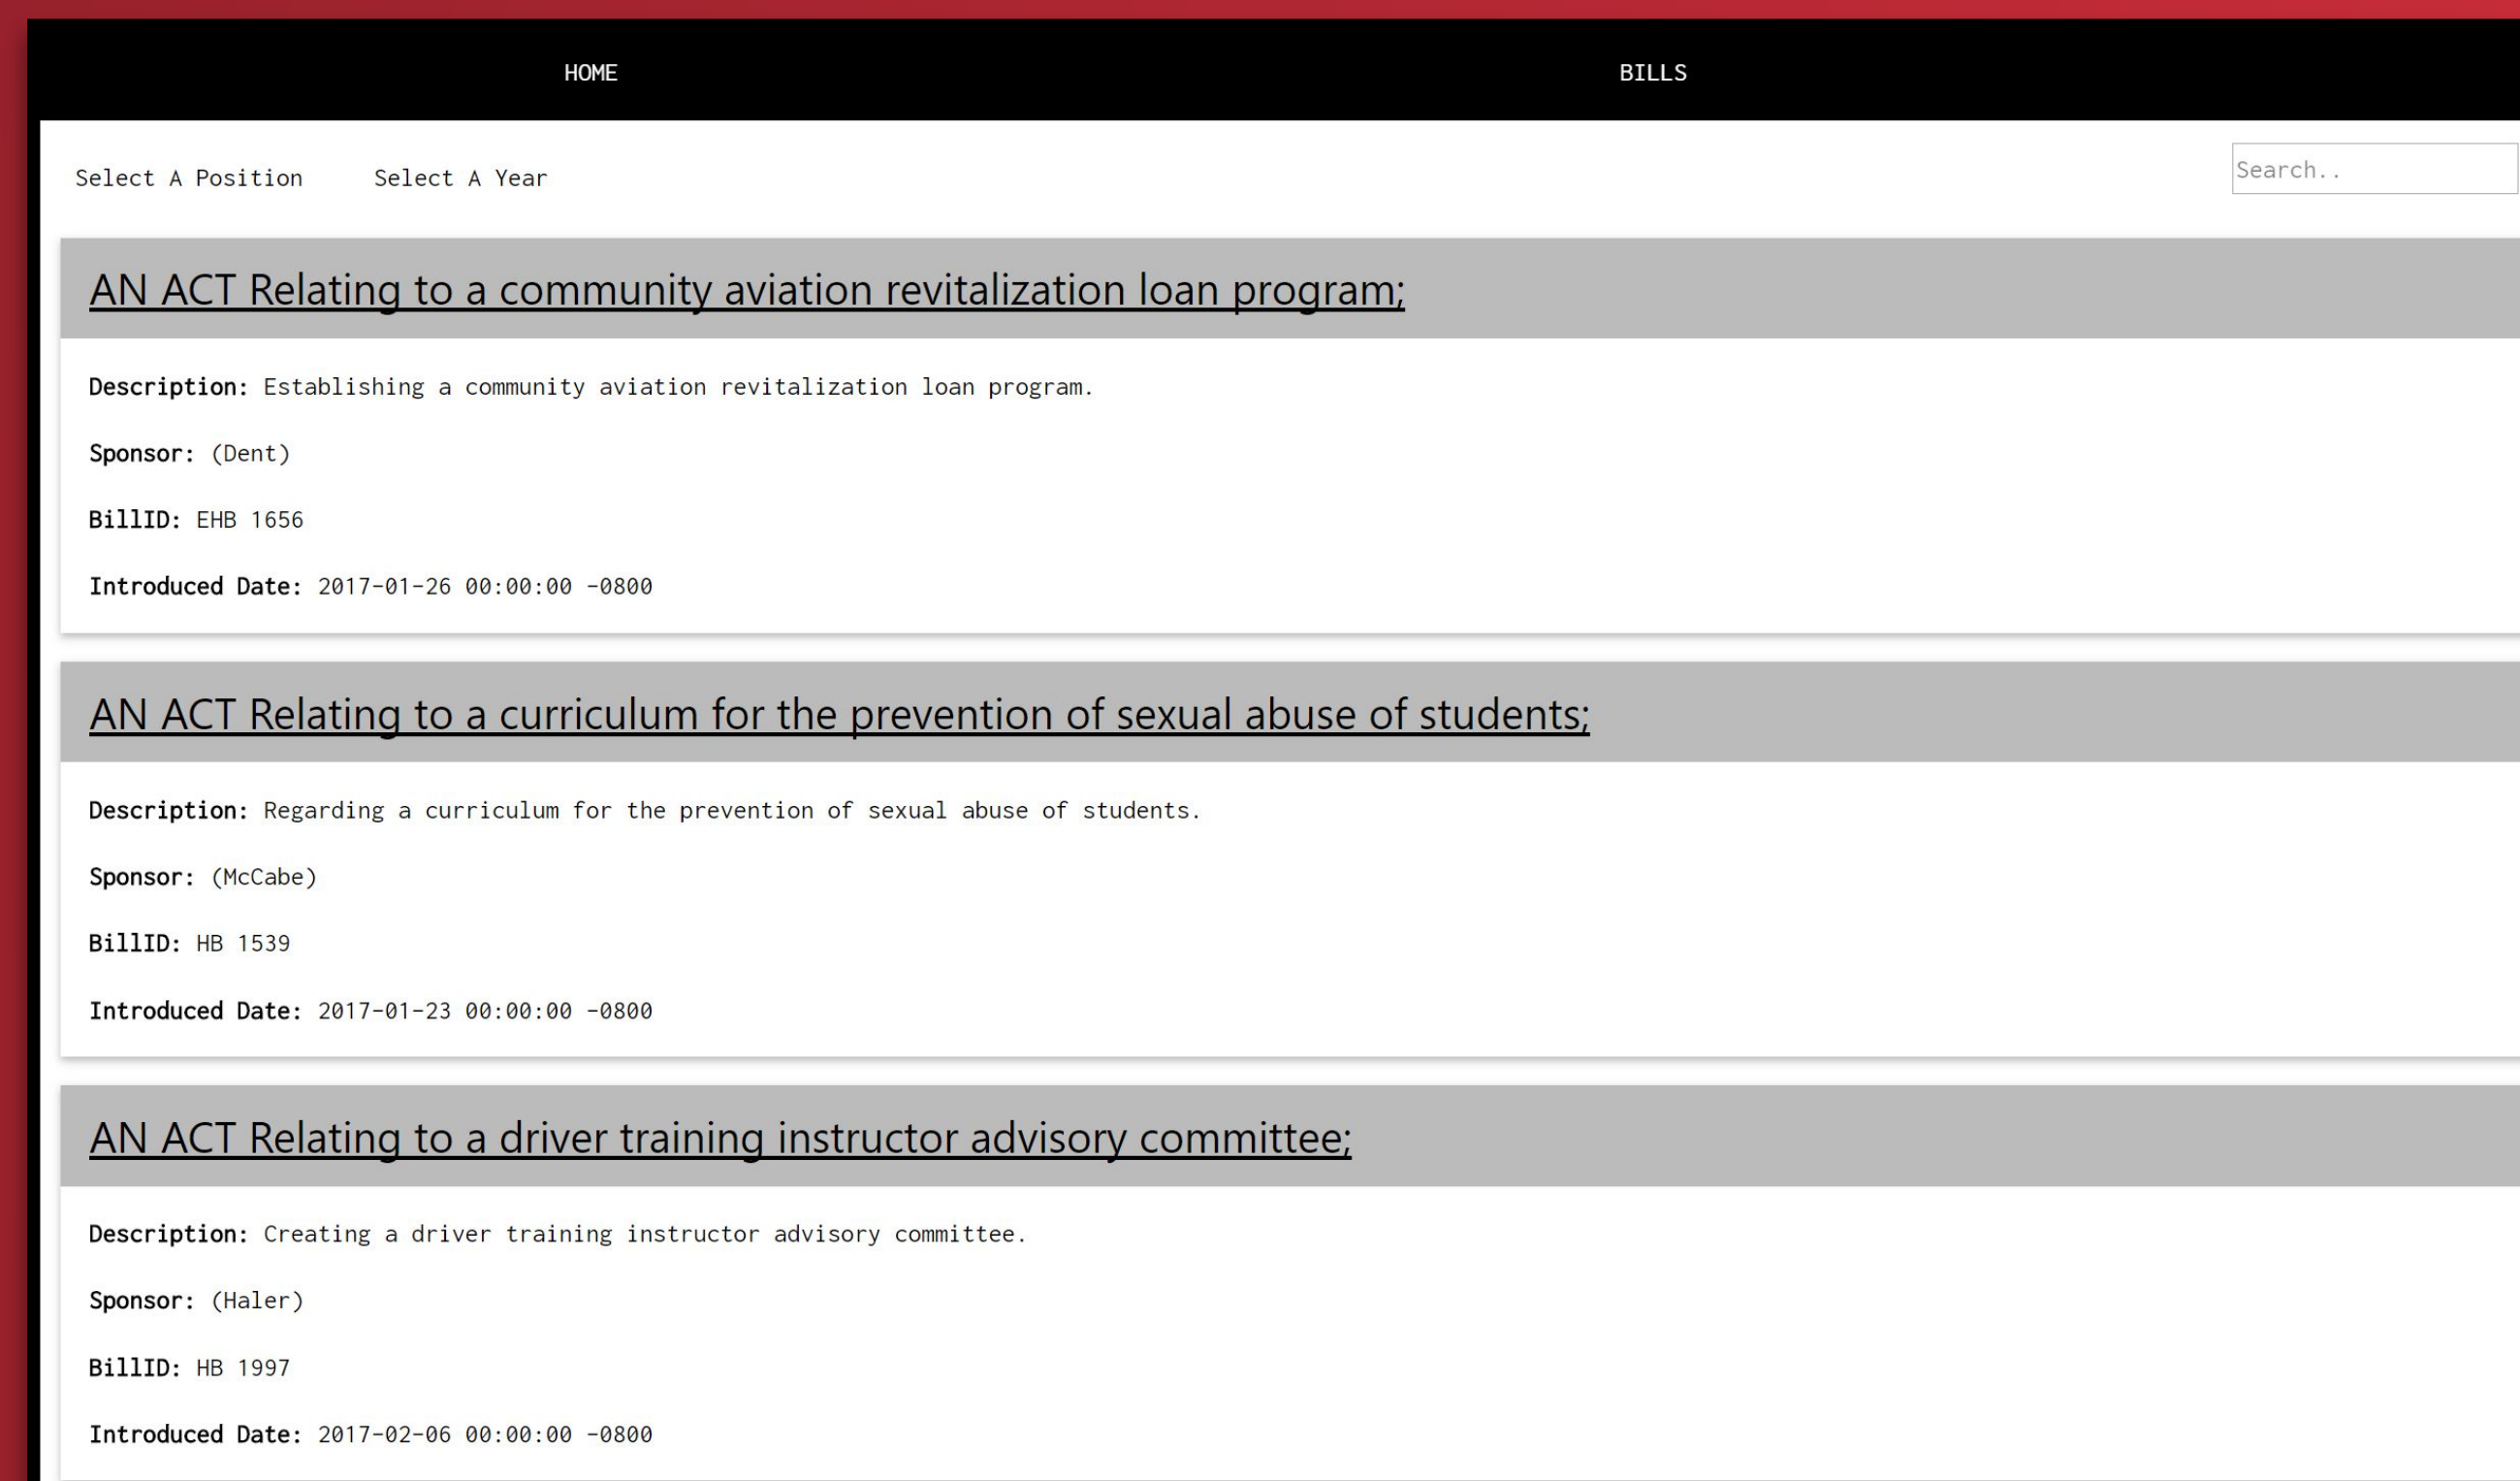 HOME BILLS
Select A Position Select A Year Search..
AN ACT Relating to a community aviation revitalization loan program;
Description: Establishing a community aviation revitalization loan program.
Sponsor: (Dent)
BillID: EHB 1656
Introduced Date: 2017-01-26 00:00:00 -0800
AN ACT Relating to a curriculum for the prevention of sexual abuse of students;
Description: Regarding a curriculum for the prevention of sexual abuse of students.
Sponsor: (McCabe)
BillID: HB 1539
Introduced Date: 2017-01-23 00:00:00 -0800
AN ACT Relating to a driver training instructor advisory committee;
Description: Creating a driver training instructor advisory committee.
Sponsor: (Haler)
BillID: HB 1997
Introduced Date: 2017-02-06 00:00:00 -0800